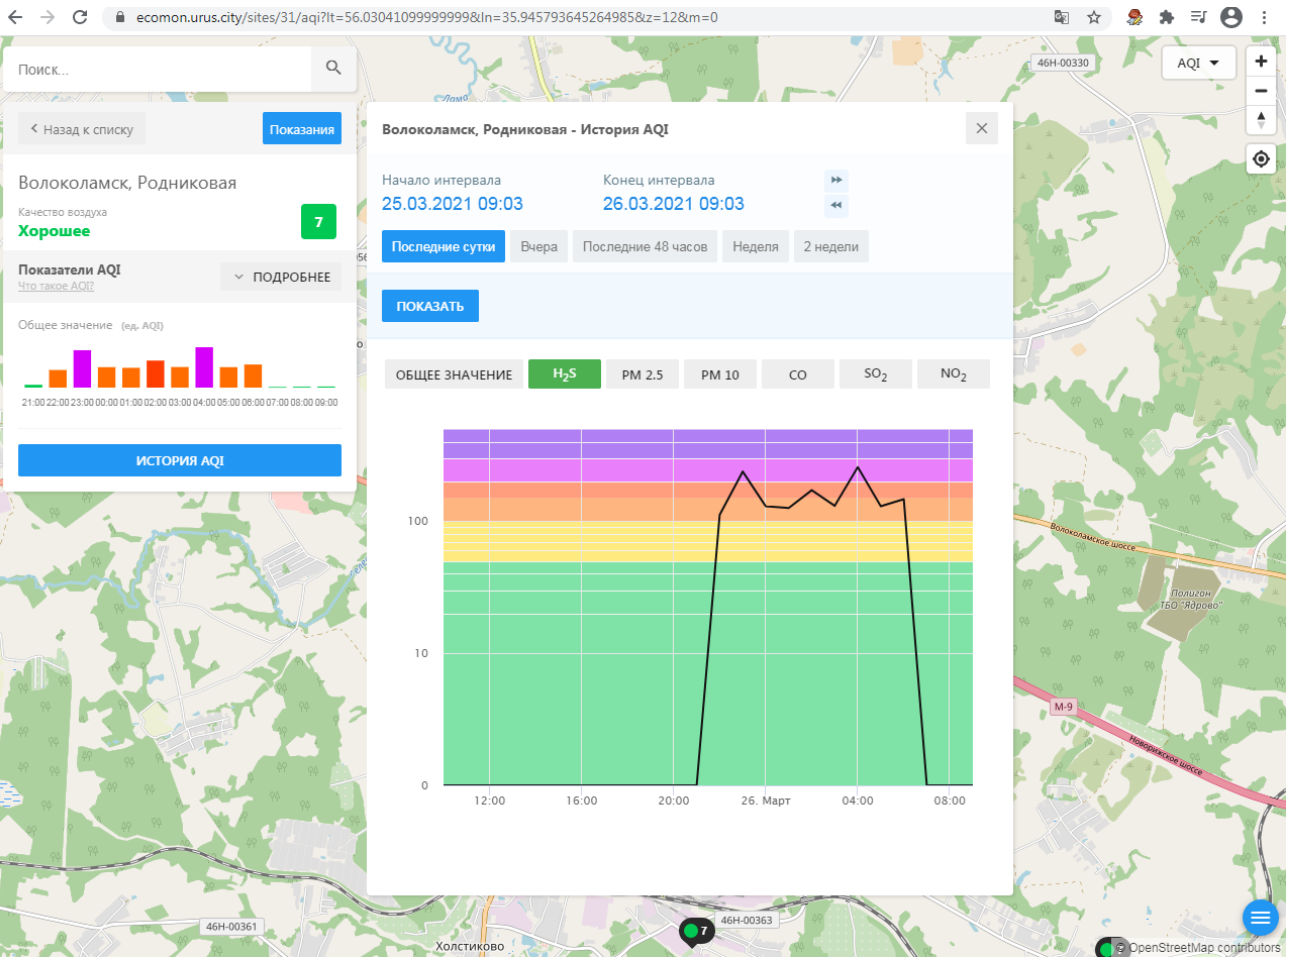 ecomon.urus.city/sites/31/aqi?lt=56.03041099999999&ln=35.945793645264985&z=12&m=0
Поиск...
46Н-00330
AQI
Лама
Назад к списку
Показания
Волоколамск, Родниковая - История AQI
Волоколамск, Родниковая
Качество воздуха
Хорошее
7
Начало интервала
Конец интервала
25.03.2021 09:03
26.03.2021 09:03
Последние сутки
Вчера
Последние 48 часов
Неделя
2 недели
Показатели AQI
Что такое AQI?
ПОДРОБНЕЕ
ПОКАЗАТЬ
Общее значение (ед. AQI)
21:00 22:00 23:00 00:00 01:00 02:00 03:00 04:00 05:00 06:00 07:00 08:00 09:00
ИСТОРИЯ AQI
ОБЩЕЕ ЗНАЧЕНИЕ
H2S
PM 2.5
PM 10
CO
SO2
NO2
100
10
0
12:00
16:00
20:00
26. Март
04:00
08:00
Волоколамское шоссе
Полигон
ТБО "Ядрово"
М-9
Новорижское шоссе
46Н-00361
46Н-00363
7
Холстиково
© OpenStreetMap contributors